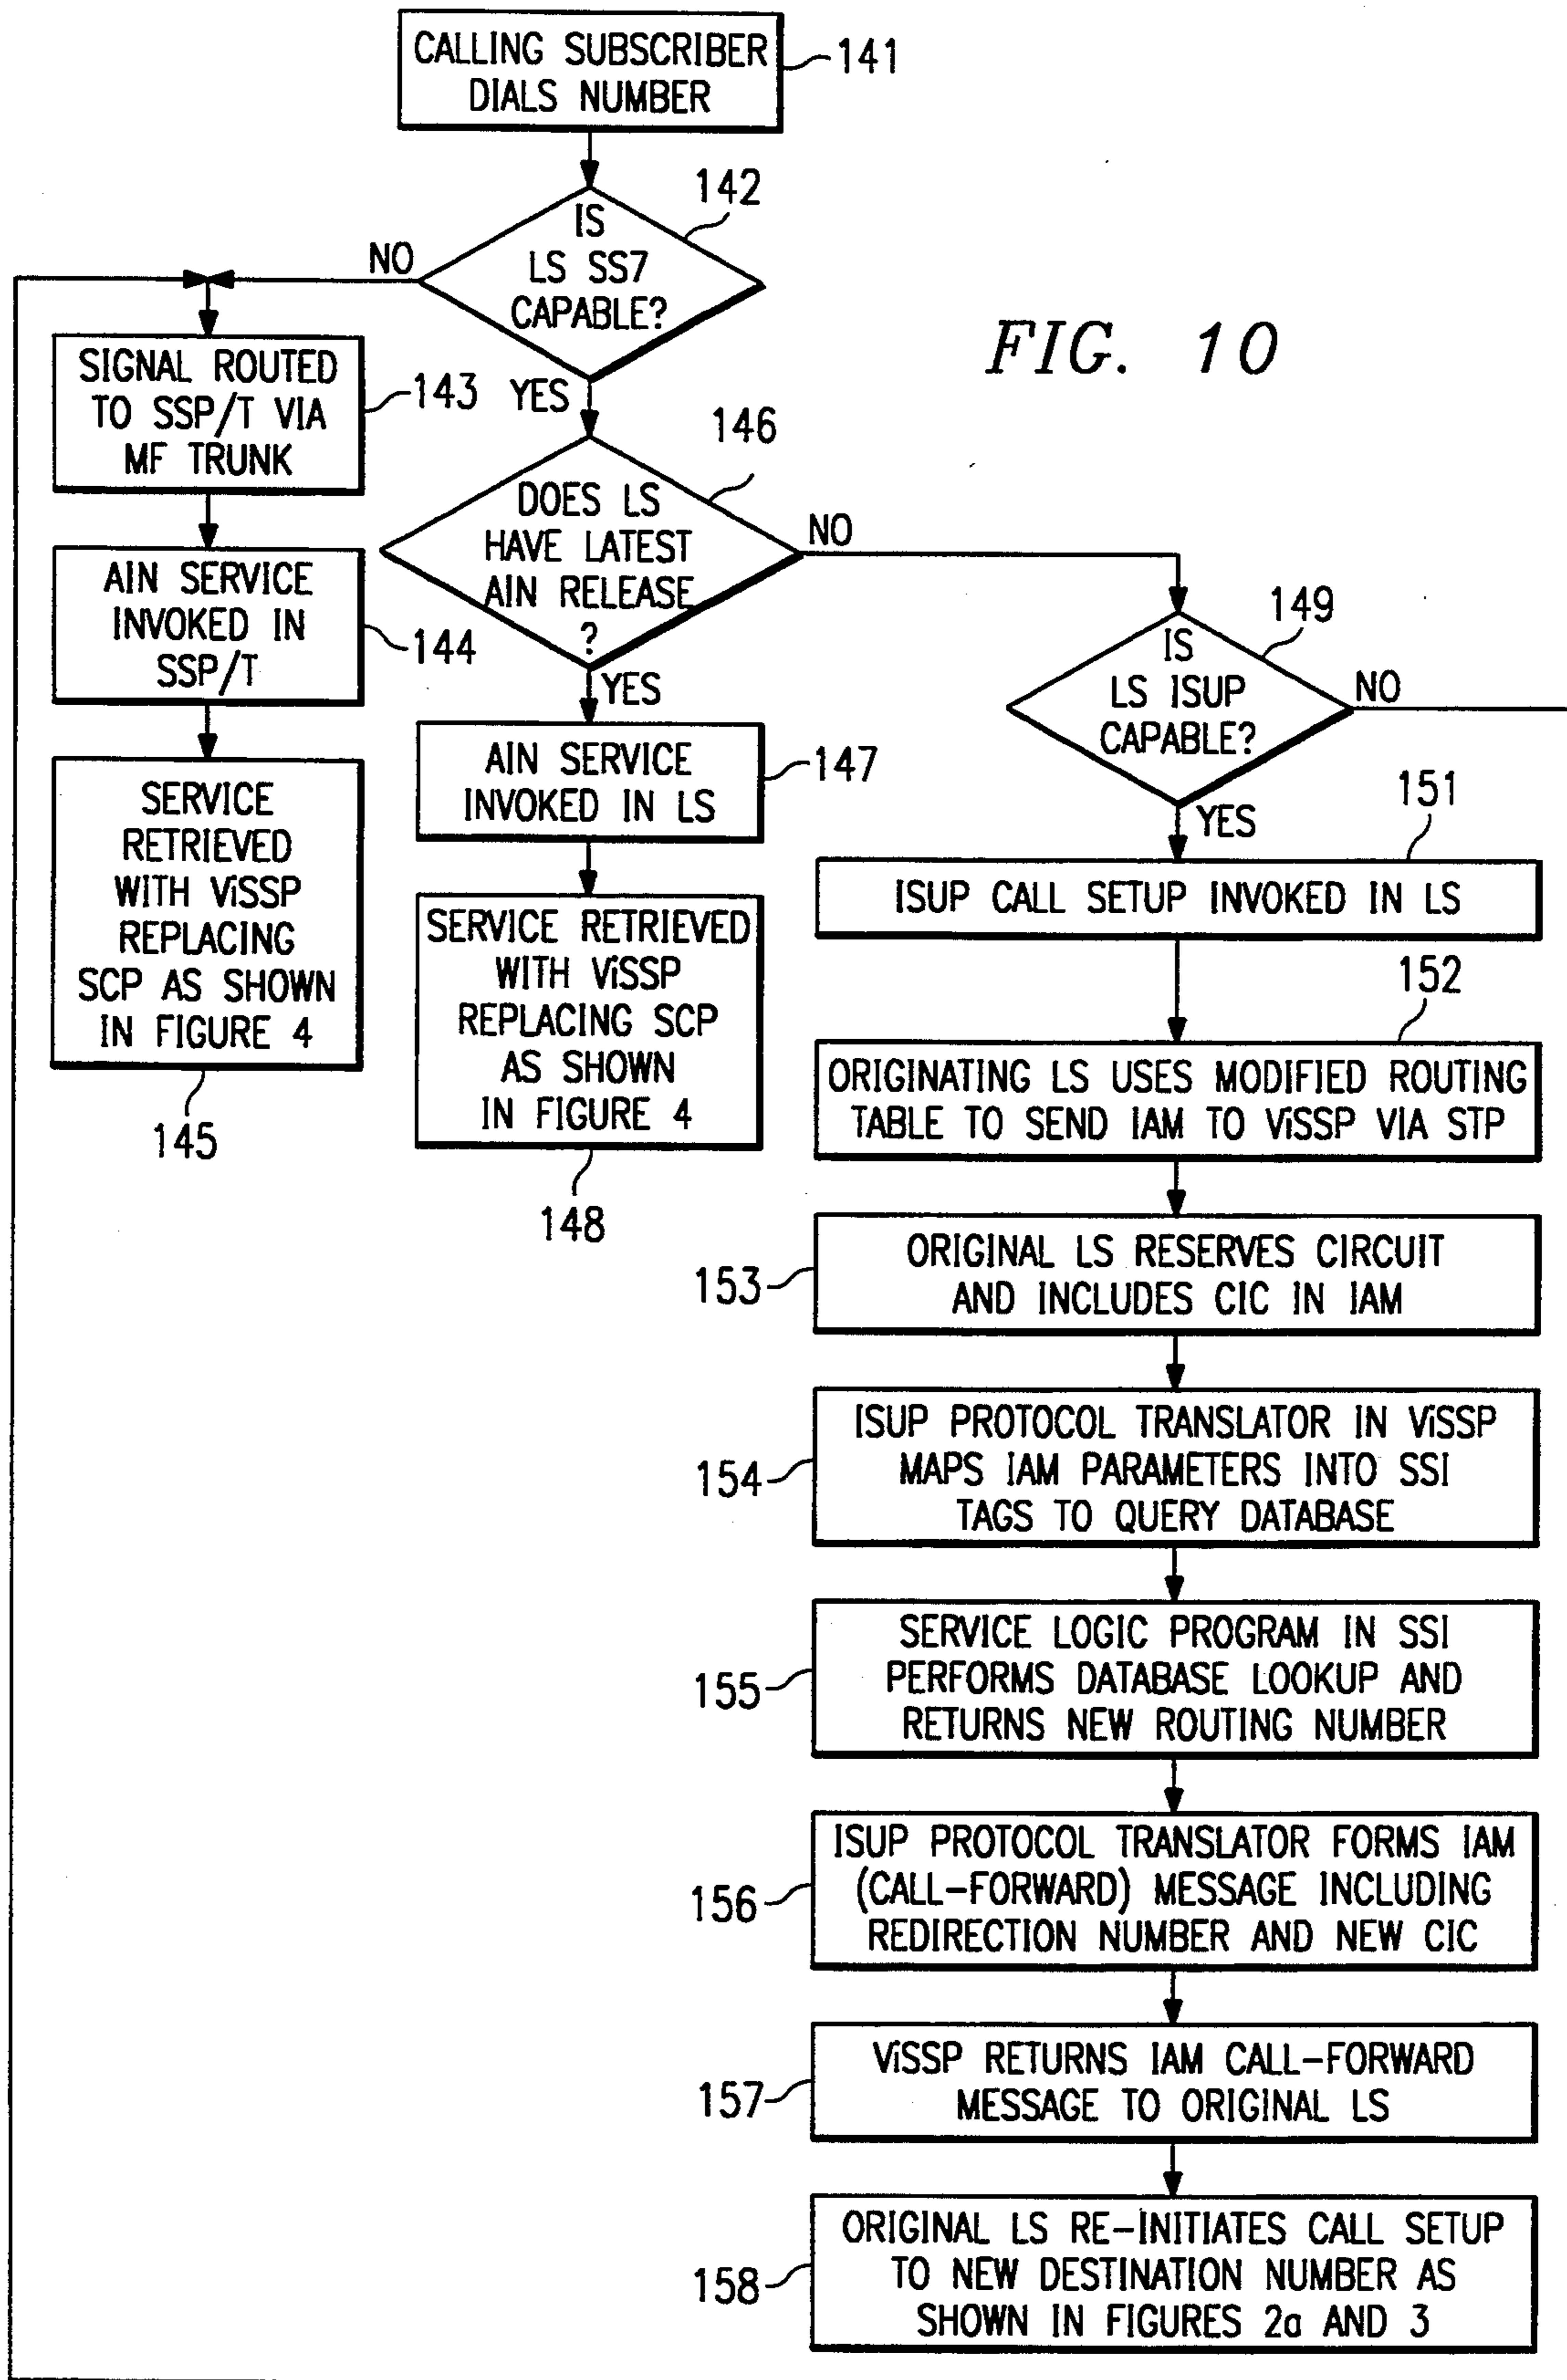 CALLING SUBSCRIBER
DIALS NUMBER
141
IS
LS SS7
CAPABLE?
142
NO
YES
FIG. 10
SIGNAL ROUTED
TO SSP/T VIA
MF TRUNK
143
DOES LS
HAVE LATEST
AIN RELEASE
?
146
NO
YES
AIN SERVICE
INVOKED IN
SSP/T
144
IS
LS ISUP
CAPABLE?
149
NO
YES
SERVICE
RETRIEVED
WITH ViSSP
REPLACING
SCP AS SHOWN
IN FIGURE 4
145
AIN SERVICE
INVOKED IN LS
147
SERVICE RETRIEVED
WITH ViSSP
REPLACING SCP
AS SHOWN
IN FIGURE 4
148
ISUP CALL SETUP INVOKED IN LS
151
ORIGINATING LS USES MODIFIED ROUTING
TABLE TO SEND IAM TO ViSSP VIA STP
152
ORIGINAL LS RESERVES CIRCUIT
AND INCLUDES CIC IN IAM
153
ISUP PROTOCOL TRANSLATOR IN ViSSP
MAPS IAM PARAMETERS INTO SSI
TAGS TO QUERY DATABASE
154
SERVICE LOGIC PROGRAM IN SSI
PERFORMS DATABASE LOOKUP AND
RETURNS NEW ROUTING NUMBER
155
ISUP PROTOCOL TRANSLATOR FORMS IAM
(CALL-FORWARD) MESSAGE INCLUDING
REDIRECTION NUMBER AND NEW CIC
156
ViSSP RETURNS IAM CALL-FORWARD
MESSAGE TO ORIGINAL LS
157
ORIGINAL LS RE-INITIATES CALL SETUP
TO NEW DESTINATION NUMBER AS
SHOWN IN FIGURES 2a AND 3
158